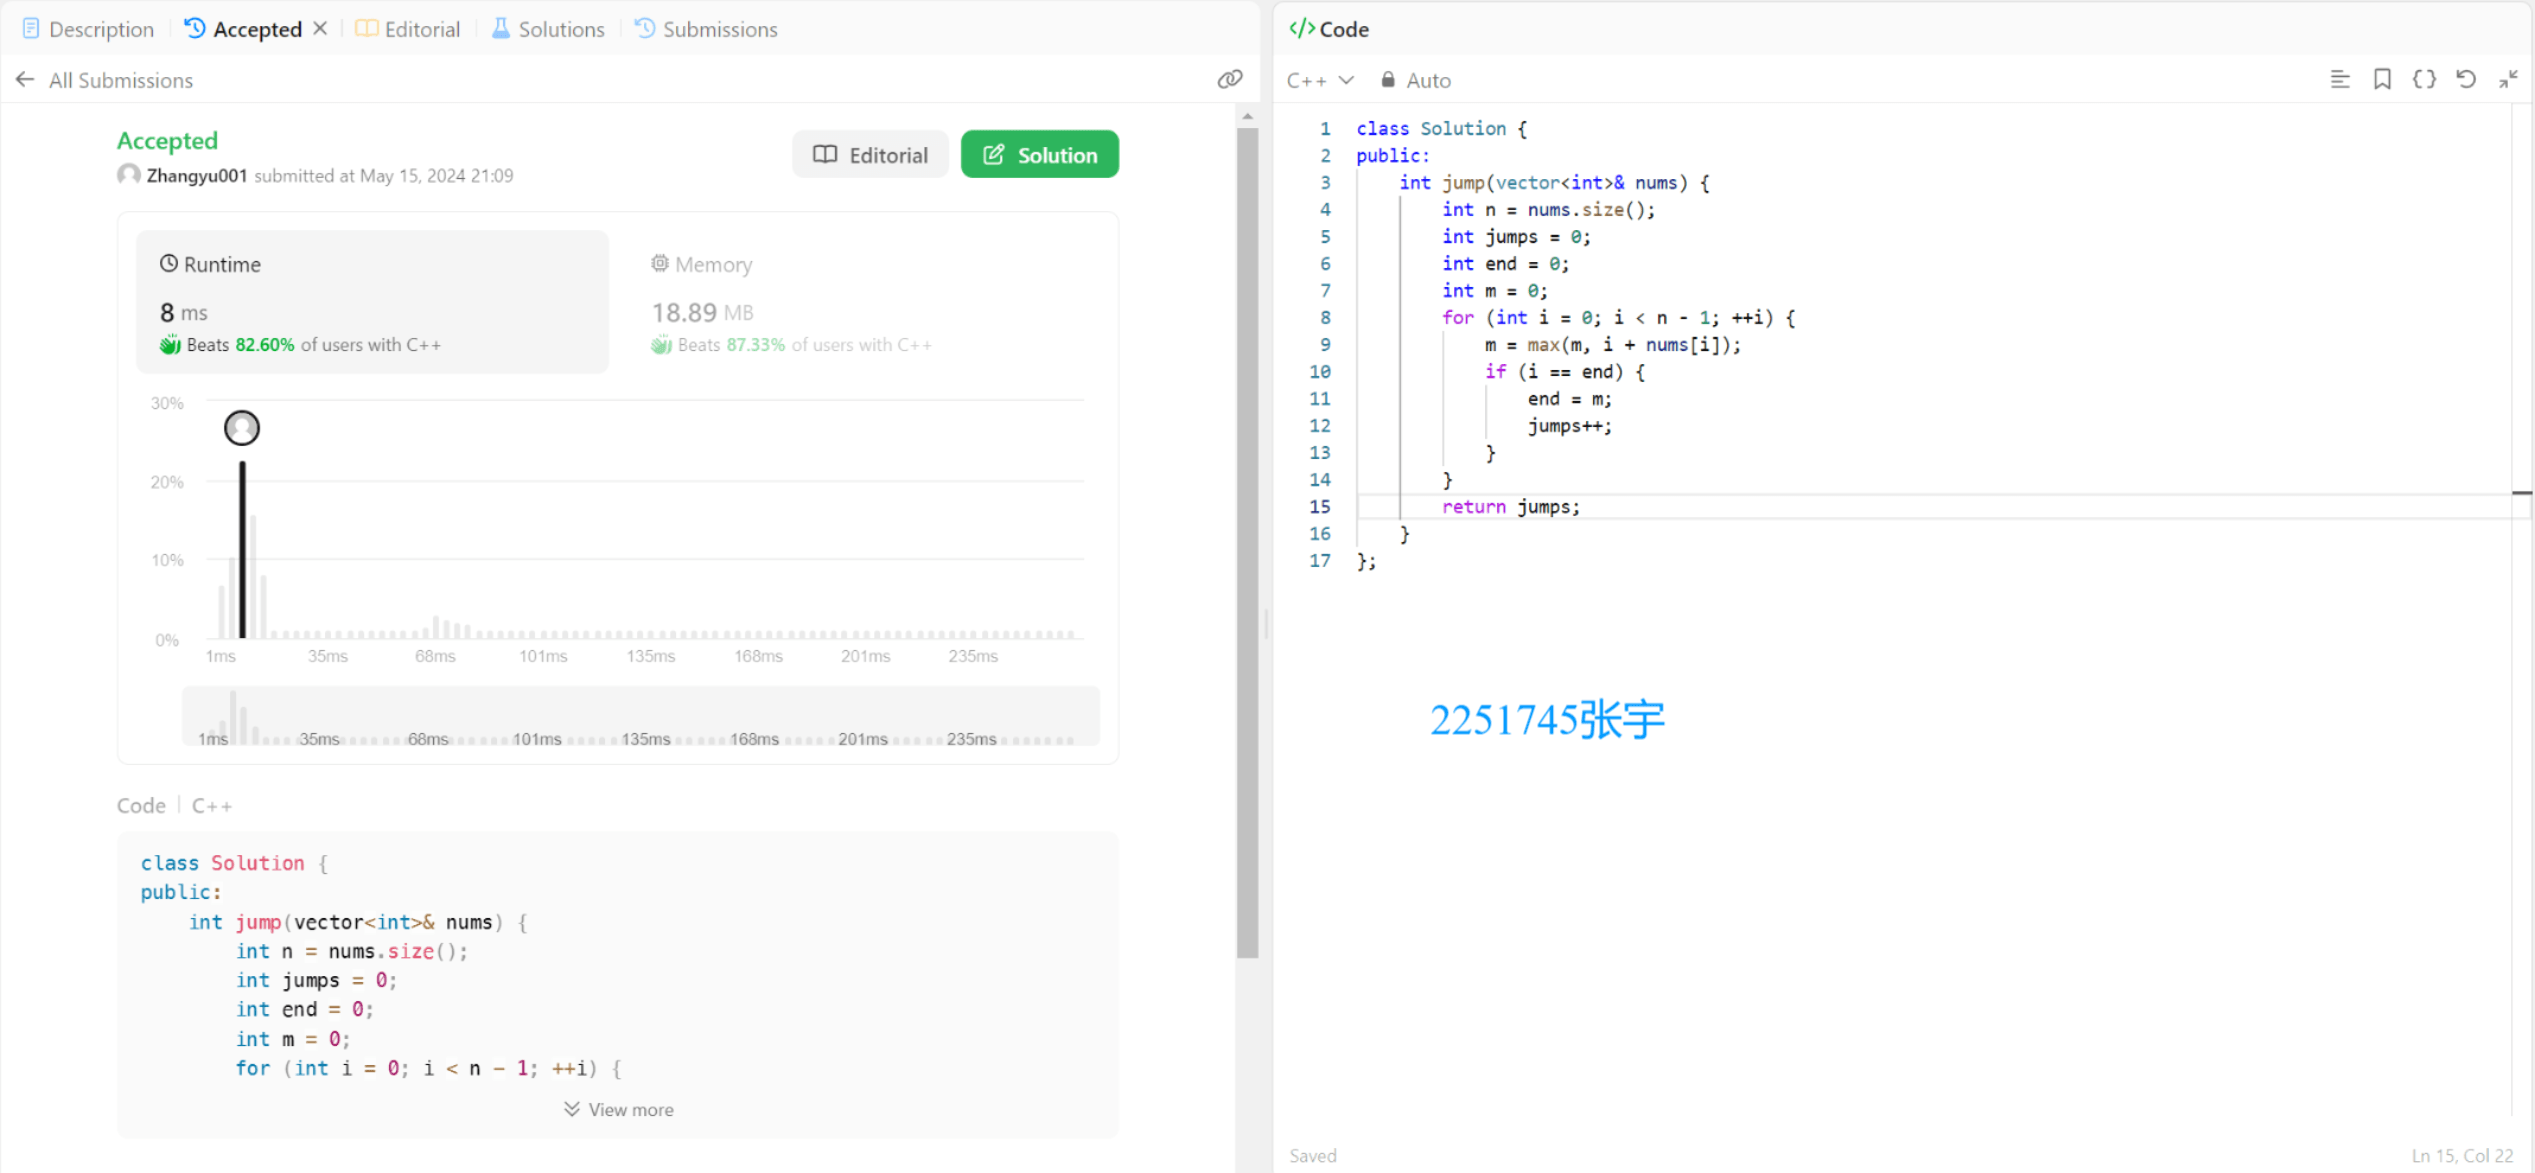 Description Accepted Editorial Solutions Submissions
All Submissions
Accepted
Zhangyu001 submitted at May 15, 2024 21:09
Editorial Solution
Runtime
8 ms
Beats 82.60% of users with C++
Memory
18.89 MB
Beats 87.33% of users with C++
30%
20%
10%
0%
1ms 35ms 68ms 101ms 135ms 168ms 201ms 235ms
1ms 35ms 68ms 101ms 135ms 168ms 201ms 235ms
Code C++
class Solution {
public:
    int jump(vector<int>& nums) {
        int n = nums.size();
        int jumps = 0;
        int end = 0;
        int m = 0;
        for (int i = 0; i < n - 1; ++i) {
View more
</> Code
C++ Auto
1 class Solution {
2 public:
3     int jump(vector<int>& nums) {
4         int n = nums.size();
5         int jumps = 0;
6         int end = 0;
7         int m = 0;
8         for (int i = 0; i < n - 1; ++i) {
9             m = max(m, i + nums[i]);
10             if (i == end) {
11                 end = m;
12                 jumps++;
13             }
14         }
15         return jumps;
16     }
17 };
2251745张宇
Saved Ln 15, Col 22